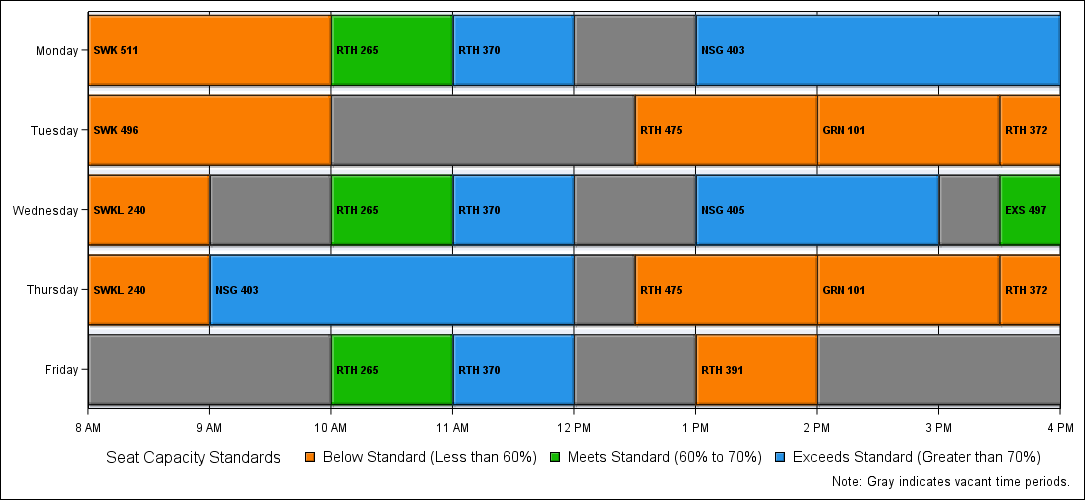 Monday
SWK 511
RTH 265
RTH 370
NSG 403
Tuesday
SWK 496
RTH 475
GRN 101
RTH 372
Wednesday
SWKL 240
RTH 265
RTH 370
NSG 405
EXS 497
Thursday
SWKL 240
NSG 403
RTH 475
GRN 101
RTH 372
Friday
RTH 265
RTH 370
RTH 391
8 AM
9 AM
10 AM
11 AM
12 PM
1 PM
2 PM
3 PM
4 PM
Seat Capacity Standards
Below Standard (Less than 60%)
Meets Standard (60% to 70%)
Exceeds Standard (Greater than 70%)
Note: Gray indicates vacant time periods.